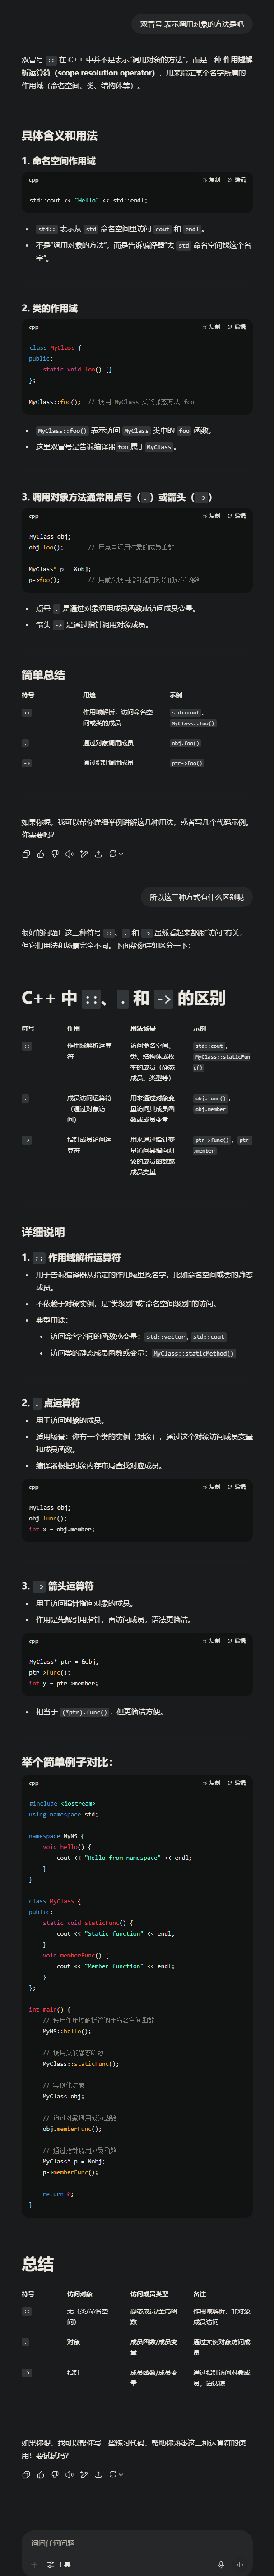 双冒号 表示调用对象的方法是吧
双冒号 :: 在 C++ 中并不是表示“调用对象的方法”，而是一种 作用域解
析运算符（scope resolution operator），用来指定某个名字所属的
作用域（命名空间、类、结构体等）。
具体含义和用法
1. 命名空间作用域
cpp 复制 编辑
std::cout << "Hello" << std::endl;
• std:: 表示从 std 命名空间里访问 cout 和 endl。
• 不是“调用对象的方法”，而是告诉编译器“去 std 命名空间找这个名
字”。
2. 类的作用域
cpp 复制 编辑
class MyClass {
public:
static void foo() {}
};
MyClass::foo(); // 调用 MyClass 类的静态方法 foo
• MyClass::foo() 表示访问 MyClass 类中的 foo 函数。
• 这里双冒号是告诉编译器 foo 属于 MyClass。
3. 调用对象方法通常用点号（.）或箭头（->）
cpp 复制 编辑
MyClass obj;
obj.foo(); // 用点号调用对象的成员函数
MyClass* p = &obj;
p->foo(); // 用箭头调用指针指向对象的成员函数
• 点号 . 是通过对象调用成员函数或访问成员变量。
• 箭头 -> 是通过指针调用对象成员。
简单总结
符号 用途 示例
:: 作用域解析，访问命名空 std::cout、
间或类的成员 MyClass::foo()
. 通过对象调用成员 obj.foo()
-> 通过指针调用成员 ptr->foo()
如果你想，我可以帮你详细举例讲解这几种用法，或者写几个代码示例。
你需要吗？
所以这三种方式有什么区别呢
很好的问题！这三种符号 ::、. 和 -> 虽然看起来都跟“访问”有关，
但它们用法和场景完全不同。下面帮你详细区分一下：
C++ 中 ::、. 和 -> 的区别
符号 作用 用法场景 示例
:: 作用域解析运算 访问命名空间、 std::cout，
符 类、结构体或枚 MyClass::staticFun
举的成员（静态 c()
成员、类型等）
. 成员访问运算符 用来通过对象变 obj.func()，
（通过对象访 量访问其成员函 obj.member
问） 数或成员变量
-> 指针成员访问运 用来通过指针变 ptr->func()，ptr-
算符 量访问其指向对 >member
象的成员函数或
成员变量
详细说明
1. :: 作用域解析运算符
• 用于告诉编译器从指定的作用域里找名字，比如命名空间或类的静态
成员。
• 不依赖于对象实例，是“类级别”或“命名空间级别”的访问。
• 典型用途：
• 访问命名空间的函数或变量：std::vector，std::cout
• 访问类的静态成员函数或变量：MyClass::staticMethod()
2. . 点运算符
• 用于访问对象的成员。
• 适用场景：你有一个类的实例（对象），通过这个对象访问成员变量
和成员函数。
• 编译器根据对象内存布局查找对应成员。
cpp 复制 编辑
MyClass obj;
obj.func();
int x = obj.member;
3. -> 箭头运算符
• 用于访问指针指向对象的成员。
• 作用是先解引用指针，再访问成员，语法更简洁。
cpp 复制 编辑
MyClass* ptr = &obj;
ptr->func();
int y = ptr->member;
• 相当于 (*ptr).func()，但更简洁方便。
举个简单例子对比：
cpp 复制 编辑
#include <iostream>
using namespace std;
namespace MyNS {
void hello() {
cout << "Hello from namespace" << endl;
}
}
class MyClass {
public:
static void staticFunc() {
cout << "Static function" << endl;
}
void memberFunc() {
cout << "Member function" << endl;
}
};
int main() {
// 使用作用域解析符调用命名空间函数
MyNS::hello();
// 调用类的静态函数
MyClass::staticFunc();
// 实例化对象
MyClass obj;
// 通过对象调用成员函数
obj.memberFunc();
// 通过指针调用成员函数
MyClass* p = &obj;
p->memberFunc();
return 0;
}
总结
符号 访问对象 访问成员类型 备注
:: 无（类/命名空 静态成员/全局函 作用域解析，非对象
间） 数 成员访问
. 对象 成员函数/成员变 通过实例对象访问成
量 员
-> 指针 成员函数/成员变 通过指针访问对象成
量 员，语法糖
如果你想，我可以帮你写一些练习代码，帮助你熟悉这三种运算符的使
用！要试试吗？
询问任何问题
工具